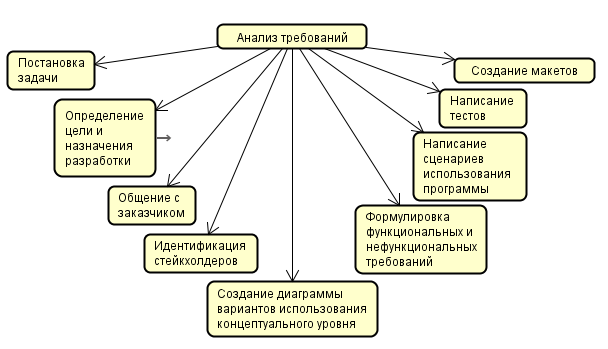 Анализ требований
Постановка
задачи
Создание макетов
Определение
цели и
назначения
разработки
Написание
тестов
Написание
сценариев
использования
программы
Общение с
заказчиком
Формулировка
функциональных и
нефункциональных
требований
Идентификация
стейкхолдеров
Создание диаграммы
вариантов использования
концептуального уровня